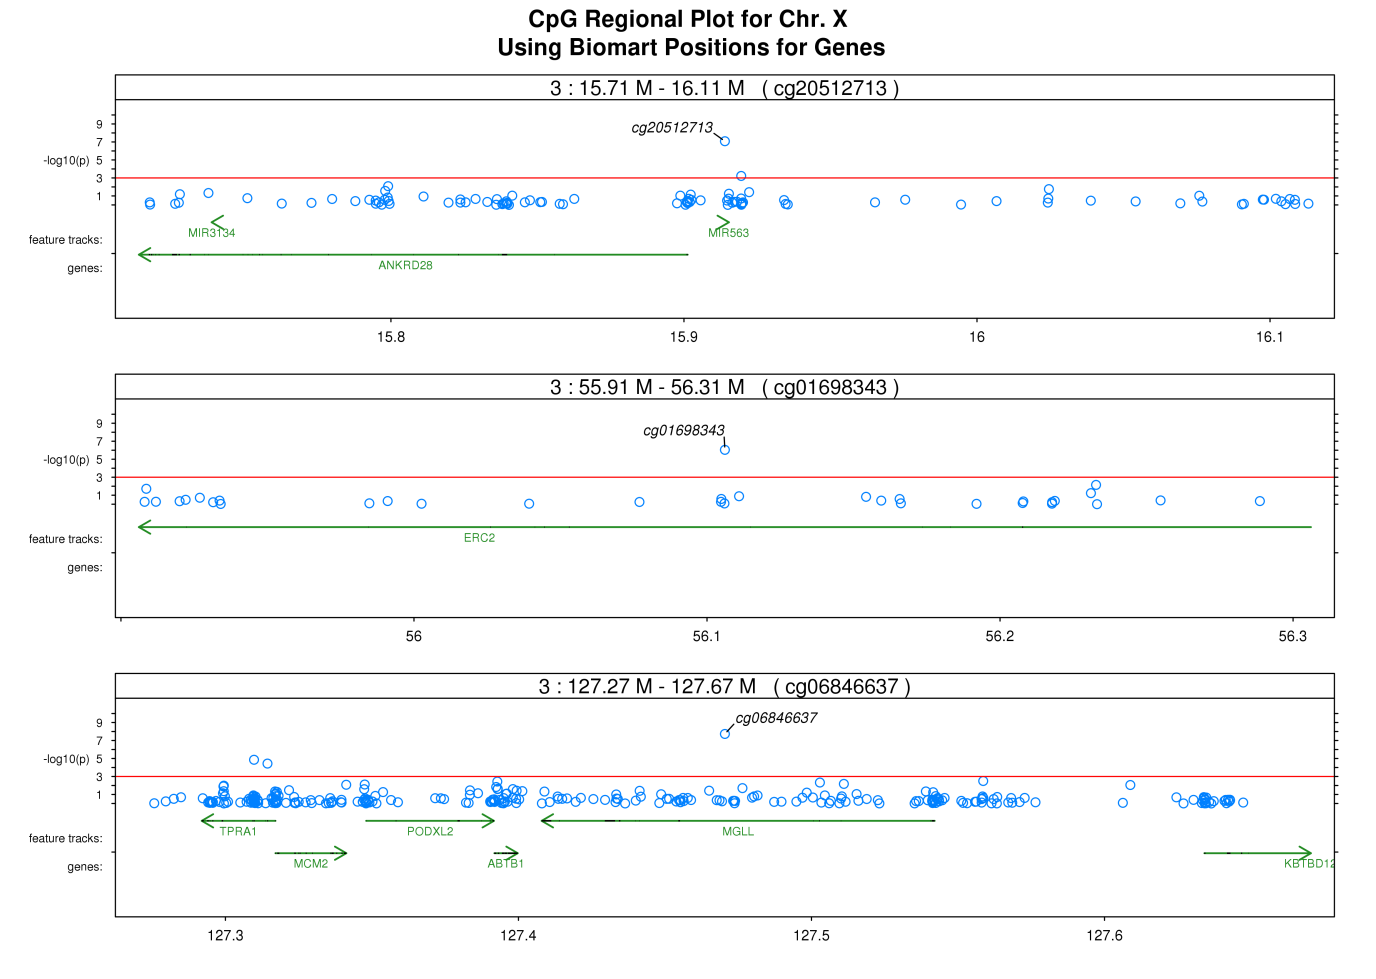 CpG Regional Plot for Chr. X
Using Biomart Positions for Genes
3 : 15.71 M - 16.11 M ( cg20512713 )
9
7
-log10(p) 5
3
1
cg20512713
MIR3134 MIR563
feature tracks:
ANKRD28
genes:
15.8 15.9 16 16.1
3 : 55.91 M - 56.31 M ( cg01698343 )
9
7
-log10(p) 5
3
1
cg01698343
ERC2
feature tracks:
genes:
56 56.1 56.2 56.3
3 : 127.27 M - 127.67 M ( cg06846637 )
9
7
-log10(p) 5
3
1
cg06846637
TPRA1 PODXL2 MGLL
feature tracks:
MCM2 ABTB1 KBTBD12
genes:
127.3 127.4 127.5 127.6